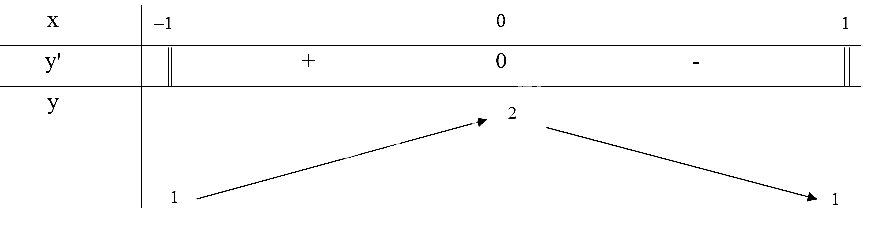 x –1 0 1
y' + 0 -
y 2
1 1